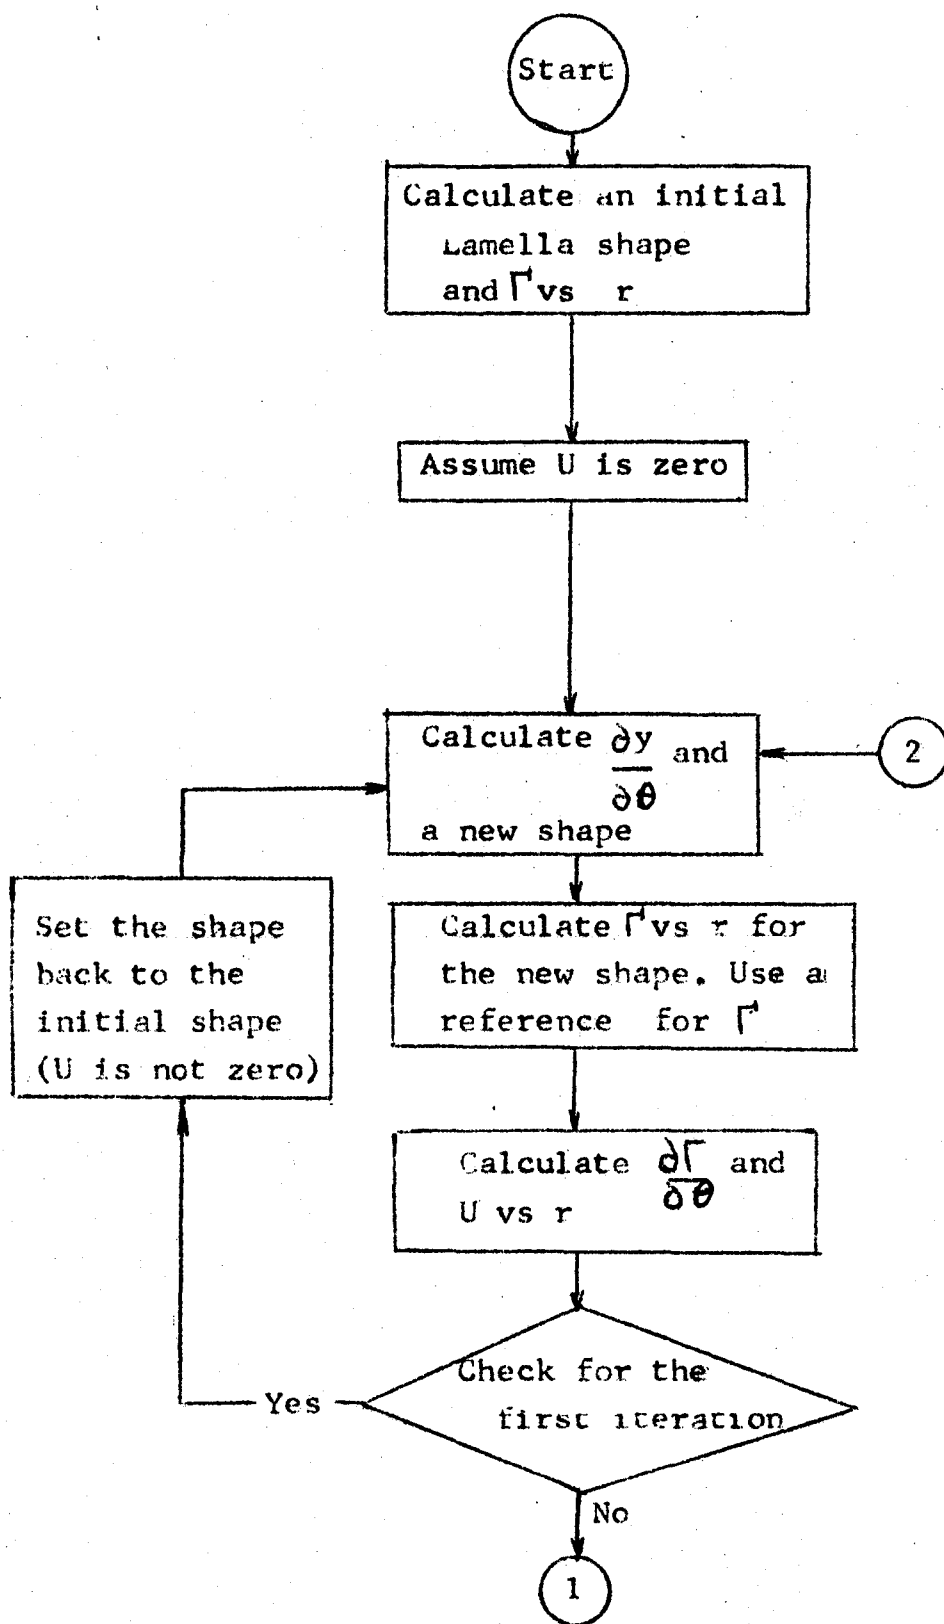 Start
Calculate an initial
Lamella shape
and Γ vs r
Assume U is zero
Calculate ∂y/∂θ and
a new shape
2
Set the shape
back to the
initial shape
(U is not zero)
Calculate Γ vs r for
the new shape. Use a
reference for Γ
Calculate ∂Γ/∂θ and
U vs r
Check for the
first iteration
Yes
No
1